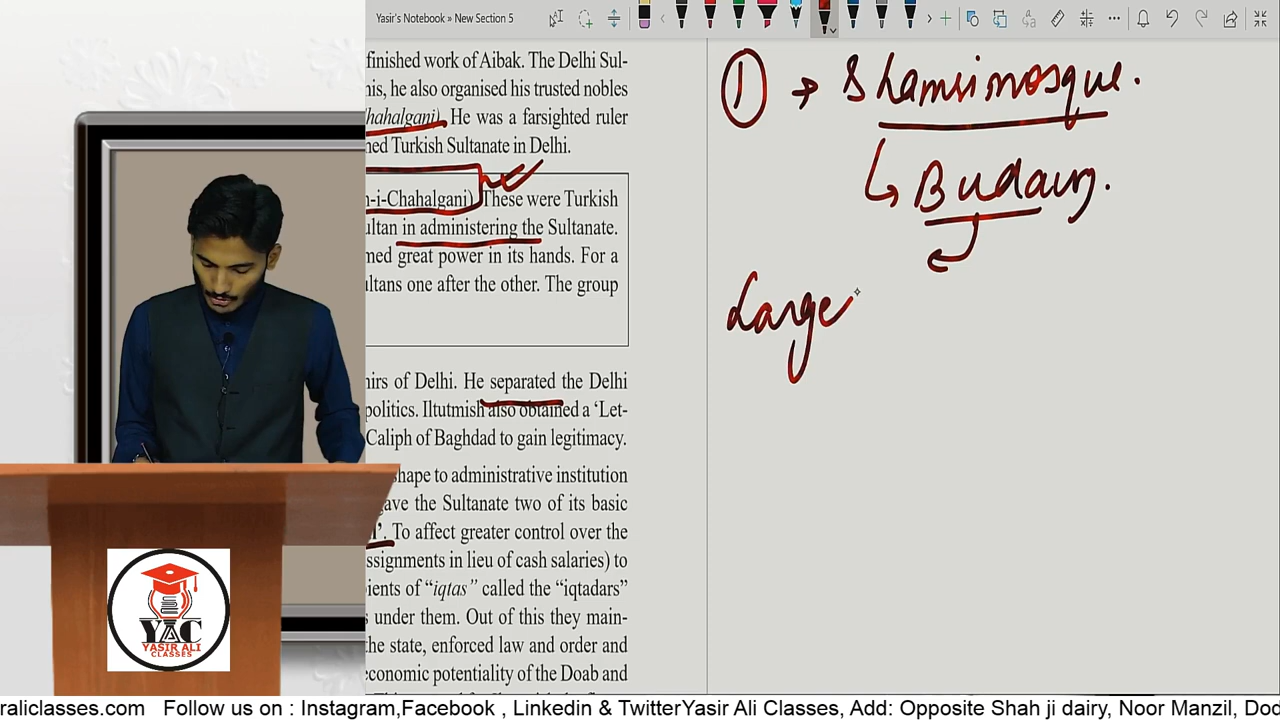 Yasir's Notebook » New Section 5
finished work of Aibak. The Delhi Sul-
his, he also organised his trusted nobles
hahalgani). He was a farsighted ruler
ned Turkish Sultanate in Delhi.
n-i-Chahalgani) These were Turkish
ultan in administering the Sultanate.
med great power in its hands. For a
ultans one after the other. The group
airs of Delhi. He separated the Delhi
politics. Iltutmish also obtained a 'Let-
Caliph of Baghdad to gain legitimacy.
shape to administrative institution
gave the Sultanate two of its basic
'. To affect greater control over the
ssignments in lieu of cash salaries) to
pients of "iqtas" called the "iqtadars"
s under them. Out of this they main-
the state, enforced law and order and
economic potentiality of the Doab and
1 → Shamsi mosque.
Budaun.
Large
YAC
YASIR ALI
CLASSES
raliclasses.com Follow us on : Instagram,Facebook , Linkedin & TwitterYasir Ali Classes, Add: Opposite Shah ji dairy, Noor Manzil, Dod